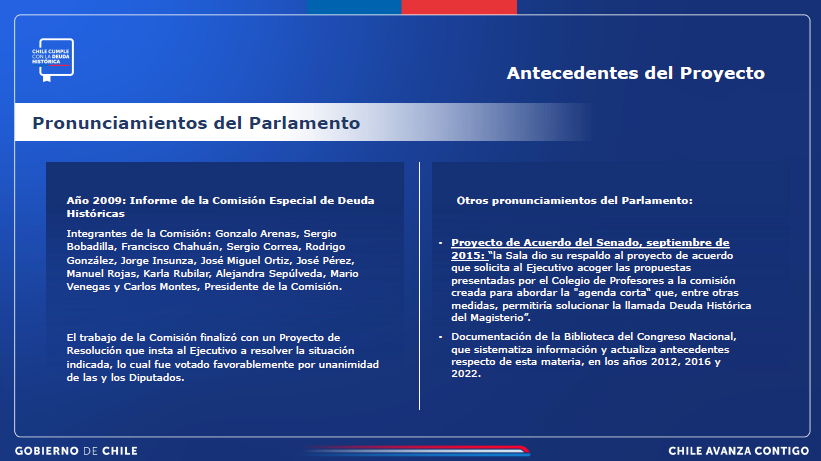 CHILE CUMPLE
CON LA DEUDA
HISTÓRICA
Antecedentes del Proyecto
Pronunciamientos del Parlamento
Año 2009: Informe de la Comisión Especial de Deuda
Históricas
Integrantes de la Comisión: Gonzalo Arenas, Sergio
Bobadilla, Francisco Chahuán, Sergio Correa, Rodrigo
González, Jorge Insunza, José Miguel Ortiz, José Pérez,
Manuel Rojas, Karla Rubilar, Alejandra Sepúlveda, Mario
Venegas y Carlos Montes, Presidente de la Comisión.
El trabajo de la Comisión finalizó con un Proyecto de
Resolución que insta al Ejecutivo a resolver la situación
indicada, lo cual fue votado favorablemente por unanimidad
de las y los Diputados.
Otros pronunciamientos del Parlamento:
- Proyecto de Acuerdo del Senado, septiembre de
2015: "la Sala dio su respaldo al proyecto de acuerdo
que solicita al Ejecutivo acoger las propuestas
presentadas por el Colegio de Profesores a la comisión
creada para abordar la "agenda corta" que, entre otras
medidas, permitiría solucionar la llamada Deuda Histórica
del Magisterio”.
- Documentación de la Biblioteca del Congreso Nacional,
que sistematiza información y actualiza antecedentes
respecto de esta materia, en los años 2012, 2016 y
2022.
GOBIERNO DE CHILE
CHILE AVANZA CONTIGO